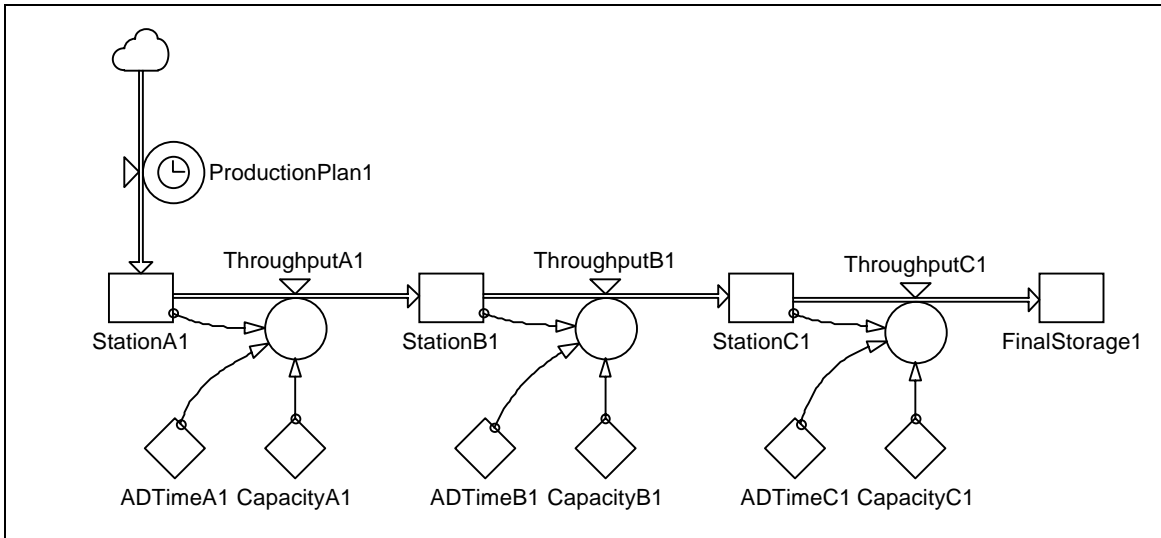 ProductionPlan1
ThroughputA1
ThroughputB1
ThroughputC1
StationA1
StationB1
StationC1
FinalStorage1
ADTimeA1
CapacityA1
ADTimeB1
CapacityB1
ADTimeC1
CapacityC1